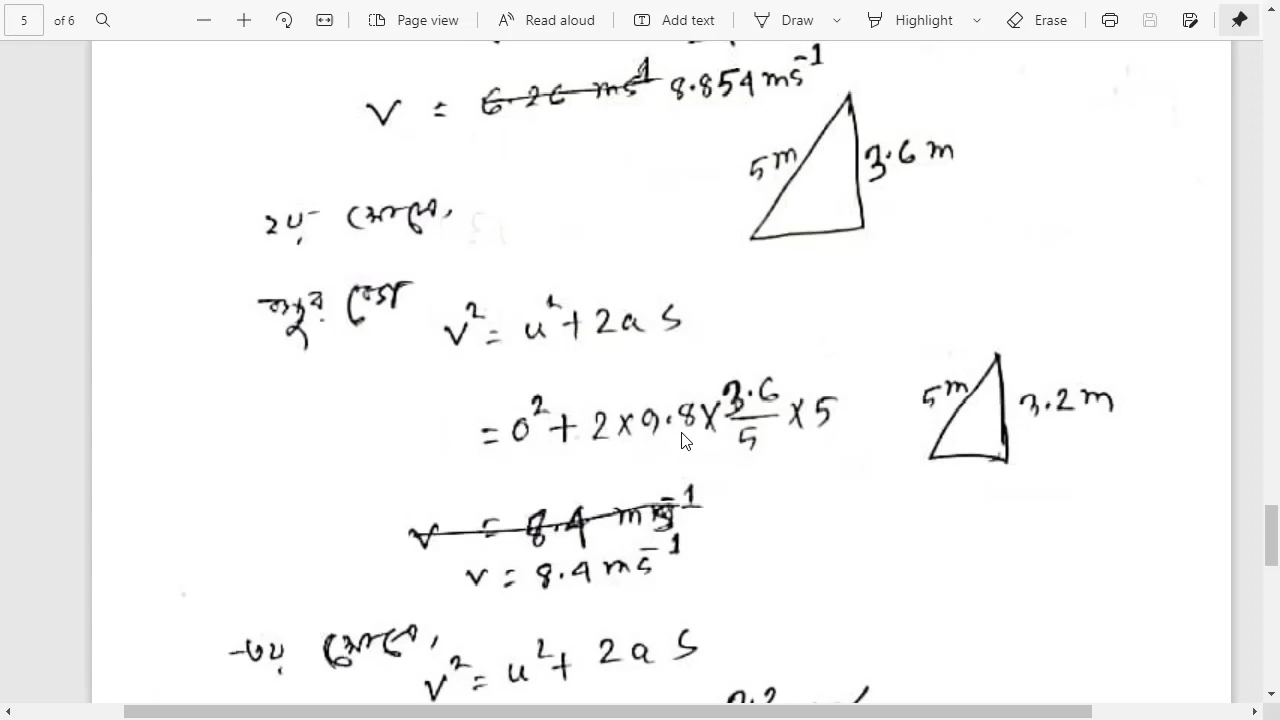 5 of 6 Page view Read aloud Add text Draw Highlight Erase
V = 6.26 ms⁻¹ 8.854 ms⁻¹
5m 3.6 m
২য় ক্ষেত্রে,
বস্তুর বেগ v² = u² + 2as
= 0² + 2×9.8×3.6/5×5
5m 3.2 m
v = 8.4 ms⁻¹
v = 8.4 ms⁻¹
৩য় ক্ষেত্রে,
v² = u² + 2as